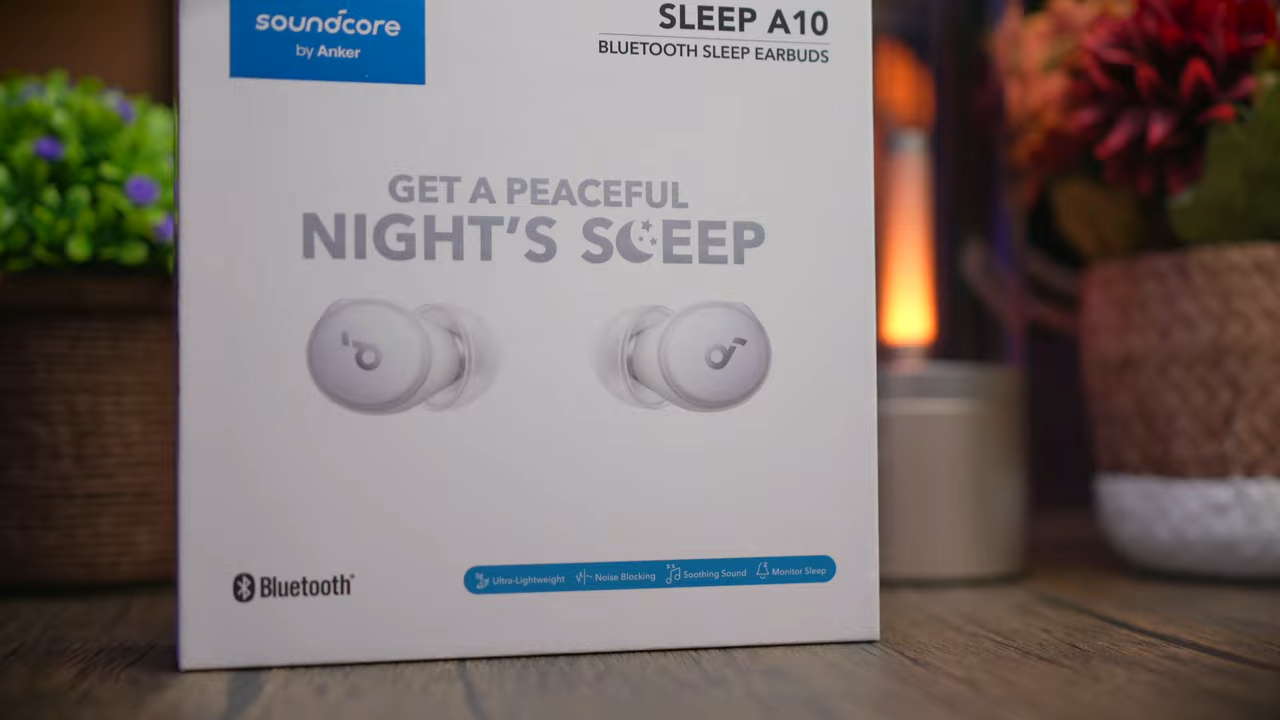 soundcore
by Anker
SLEEP A10
BLUETOOTH SLEEP EARBUDS
GET A PEACEFUL
NIGHT'S SLEEP
Bluetooth®
Ultra-Lightweight Noise Blocking Soothing Sound Monitor Sleep